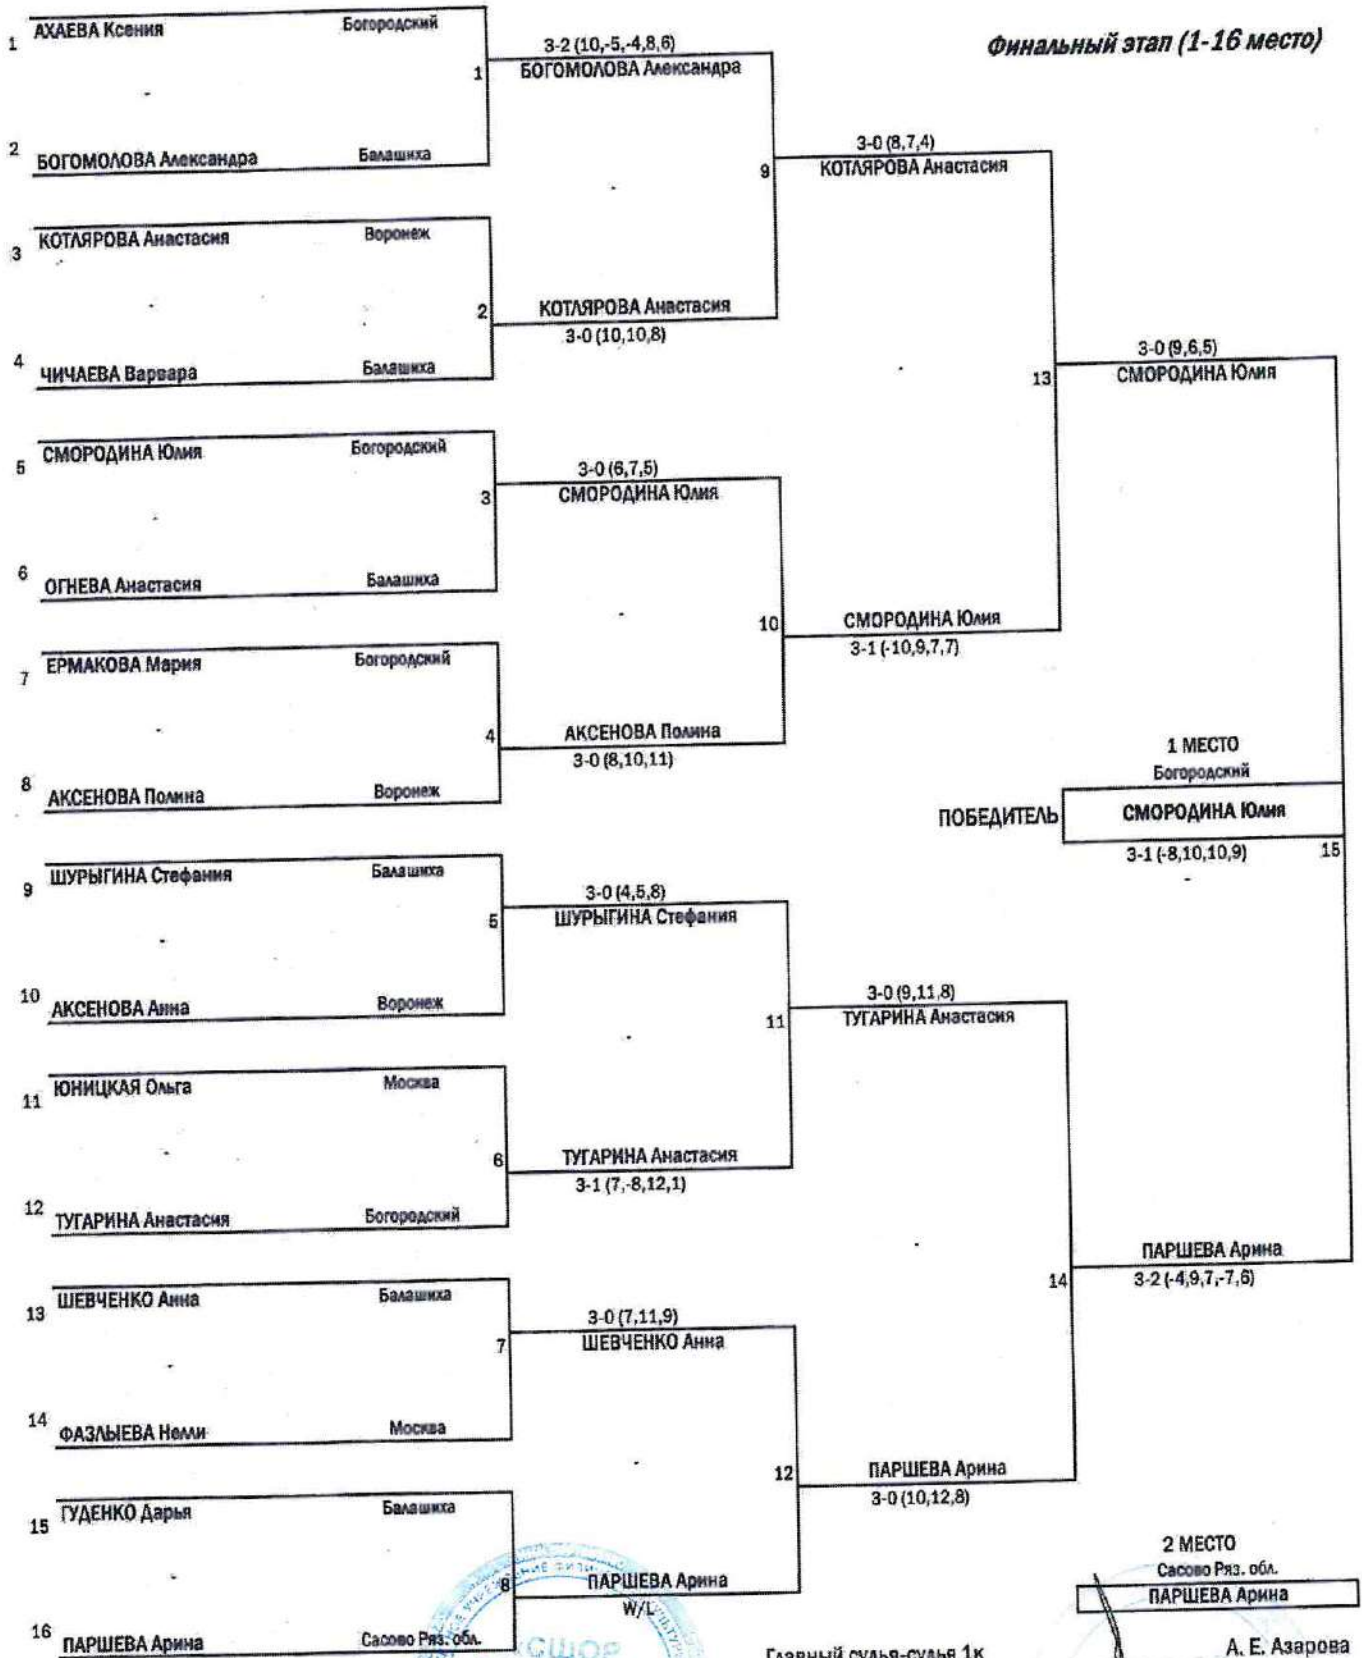 Финальный этап (1-16 место)
1 АХАЕВА Ксения Богородский
3-2 (10,-5,-4,8,6)
1 БОГОМОЛОВА Александра
2 БОГОМОЛОВА Александра Балашиха
3-0 (8,7,4)
9 КОТЛЯРОВА Анастасия
3 КОТЛЯРОВА Анастасия Воронеж
2 КОТЛЯРОВА Анастасия
3-0 (10,10,8)
4 ЧИЧАЕВА Варвара Балашиха
3-0 (9,6,5)
13 СМОРОДИНА Юлия
5 СМОРОДИНА Юлия Богородский
3-0 (6,7,5)
3 СМОРОДИНА Юлия
6 ОГНЕВА Анастасия Балашиха
10 СМОРОДИНА Юлия
3-1 (-10,9,7,7)
7 ЕРМАКОВА Мария Богородский
4 АКСЕНОВА Полина
3-0 (8,10,11)
8 АКСЕНОВА Полина Воронеж
1 МЕСТО
Богородский
ПОБЕДИТЕЛЬ СМОРОДИНА Юлия
3-1 (-8,10,10,9) 15
9 ШУРЫГИНА Стефания Балашиха
3-0 (4,5,8)
5 ШУРЫГИНА Стефания
10 АКСЕНОВА Анна Воронеж
3-0 (9,11,8)
11 ТУГАРИНА Анастасия
11 ЮНИЦКАЯ Ольга Москва
6 ТУГАРИНА Анастасия
3-1 (7,-8,12,1)
12 ТУГАРИНА Анастасия Богородский
14 ПАРШЕВА Арина
3-2 (-4,9,7,-7,6)
13 ШЕВЧЕНКО Анна Балашиха
3-0 (7,11,9)
7 ШЕВЧЕНКО Анна
14 ФАЗЛЫЕВА Нелли Москва
12 ПАРШЕВА Арина
3-0 (10,12,8)
15 ГУДЕНКО Дарья Балашиха
2 МЕСТО
Сасово Ряз. обл.
ПАРШЕВА Арина
8 ПАРШЕВА Арина
W/L
16 ПАРШЕВА Арина Сасово Ряз. обл.
СШОР
Главный судья-судья 1к А. Е. Азарова